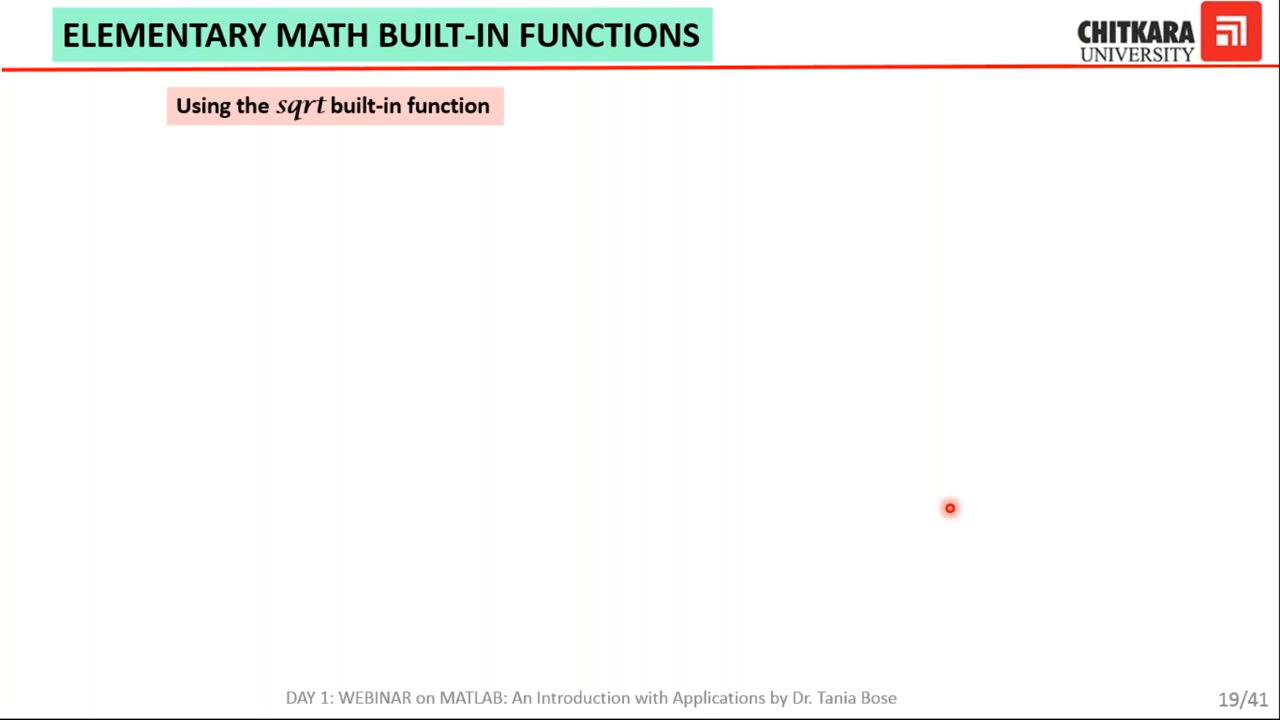 ELEMENTARY MATH BUILT-IN FUNCTIONS
CHITKARA
UNIVERSITY
Using the sqrt built-in function
DAY 1: WEBINAR on MATLAB: An Introduction with Applications by Dr. Tania Bose
19/41